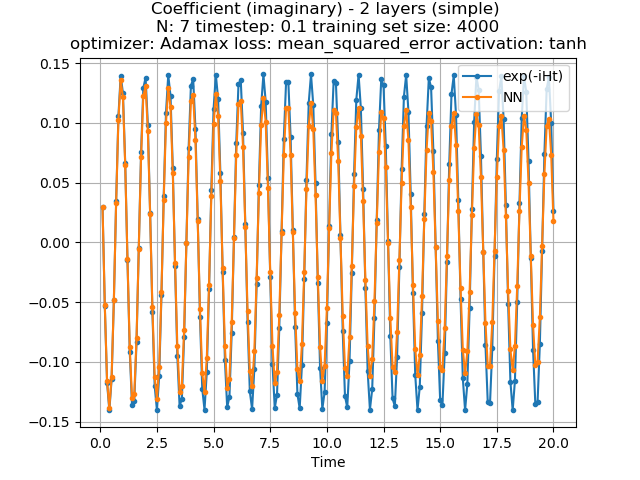 Coefficient (imaginary) - 2 layers (simple)
N: 7 timestep: 0.1 training set size: 4000
optimizer: Adamax loss: mean_squared_error activation: tanh
exp(-iHt)
NN
0.15
0.10
0.05
0.00
−0.05
−0.10
−0.15
0.0 2.5 5.0 7.5 10.0 12.5 15.0 17.5 20.0
Time